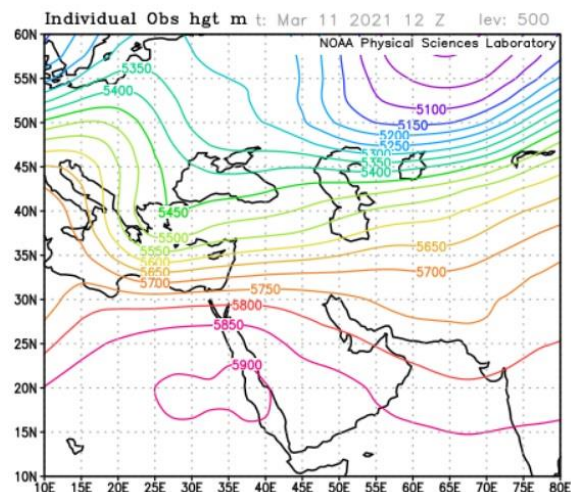 Individual Obs hgt m t: Mar 11 2021 12 Z lev: 500
NOAA Physical Sciences Laboratory
60N
55N
50N
45N
40N
35N
30N
25N
20N
15N
10N
5350
5400
5100
5150
5200
5250
5300
5350
5400
5450
5500
5550
5600
5650
5700
5650
5700
5750
5800
5850
5900
10E 15E 20E 25E 30E 35E 40E 45E 50E 55E 60E 65E 70E 75E 80E